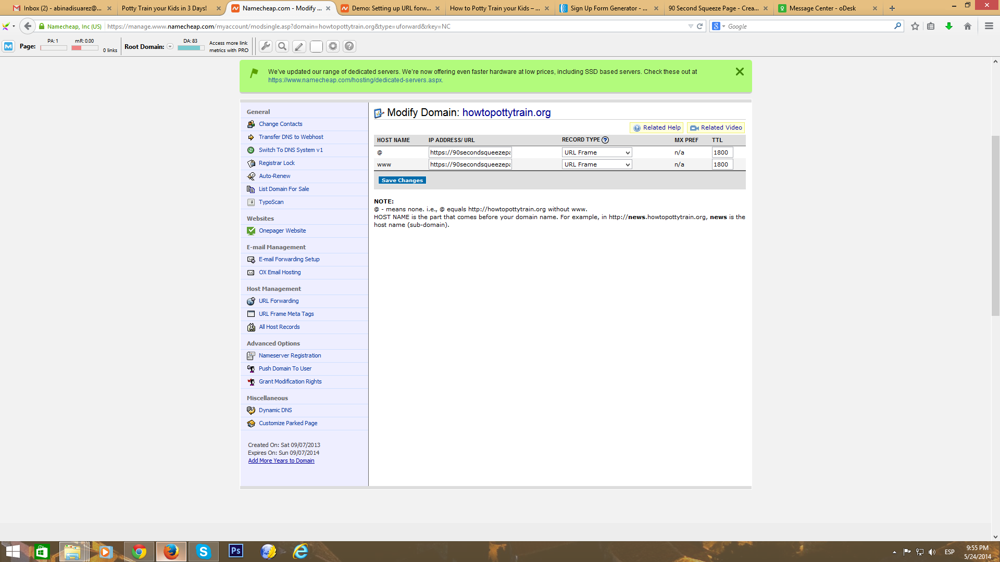 Inbox (2) - abinadisuarez@...
Potty Train your Kids in 3 Days!
Namecheap.com - Modify ...
Demo: Setting up URL forw...
How to Potty Train your Kids – ...
Sign Up Form Generator - ...
90 Second Squeeze Page - Crea...
Message Center - oDesk
Namecheap, Inc (US)
https://manage.www.namecheap.com/myaccount/modsingle.asp?domain=howtopottytrain.org&type=uforward&rkey=NC
Google
Page:
PA: 1
mR: 0.00
0 links
Root Domain:
DA: 83
Access more link
metrics with PRO
We've updated our range of dedicated servers. We're now offering even faster hardware at low prices, including SSD based servers. Check these out at
https://www.namecheap.com/hosting/dedicated-servers.aspx.
General
Change Contacts
Transfer DNS to Webhost
Switch To DNS System v1
Registrar Lock
Auto-Renew
List Domain For Sale
TypoScan
Websites
Onepager Website
E-mail Management
E-mail Forwarding Setup
OX Email Hosting
Host Management
URL Forwarding
URL Frame Meta Tags
All Host Records
Advanced Options
Nameserver Registration
Push Domain To User
Grant Modification Rights
Miscellaneous
Dynamic DNS
Customize Parked Page
Created On: Sat 09/07/2013
Expires On: Sun 09/07/2014
Add More Years to Domain
Modify Domain: howtopottytrain.org
Related Help
Related Video
HOST NAME IP ADDRESS/ URL RECORD TYPE MX PREF TTL
@ https://90secondsqueezepa URL Frame n/a 1800
www https://90secondsqueezepa URL Frame n/a 1800
Save Changes
NOTE:
@ - means none. i.e., @ equals http://howtopottytrain.org without www.
HOST NAME is the part that comes before your domain name. For example, in http://news.howtopottytrain.org, news is the
host name (sub-domain).
Ps
ESP
9:55 PM
5/24/2014